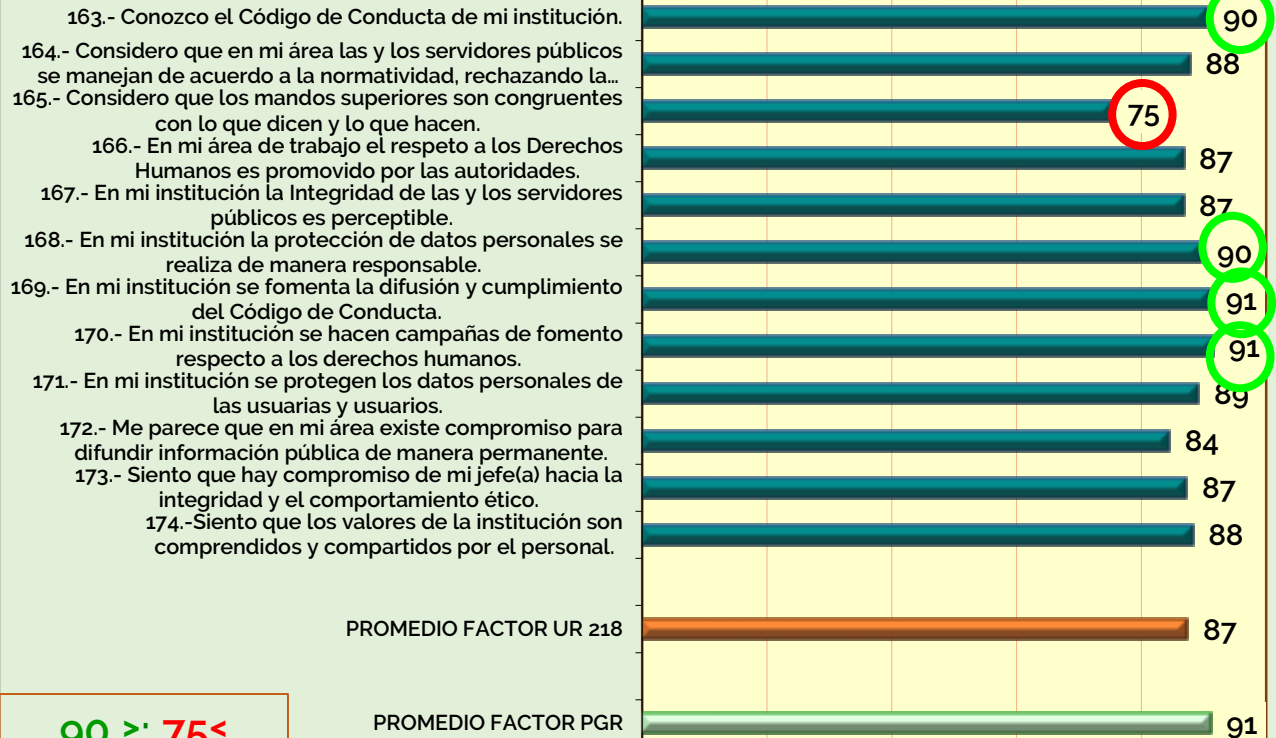 163.- Conozco el Código de Conducta de mi institución.
90
164.- Considero que en mi área las y los servidores públicos
se manejan de acuerdo a la normatividad, rechazando la...
88
165.- Considero que los mandos superiores son congruentes
con lo que dicen y lo que hacen.
75
166.- En mi área de trabajo el respeto a los Derechos
Humanos es promovido por las autoridades.
87
167.- En mi institución la Integridad de las y los servidores
públicos es perceptible.
87
168.- En mi institución la protección de datos personales se
realiza de manera responsable.
90
169.- En mi institución se fomenta la difusión y cumplimiento
del Código de Conducta.
91
170.- En mi institución se hacen campañas de fomento
respecto a los derechos humanos.
91
171.- En mi institución se protegen los datos personales de
las usuarias y usuarios.
89
172.- Me parece que en mi área existe compromiso para
difundir información pública de manera permanente.
84
173.- Siento que hay compromiso de mi jefe(a) hacia la
integridad y el comportamiento ético.
87
174.-Siento que los valores de la institución son
comprendidos y compartidos por el personal.
88
PROMEDIO FACTOR UR 218
87
PROMEDIO FACTOR PGR
91
90 ≥; 75≤